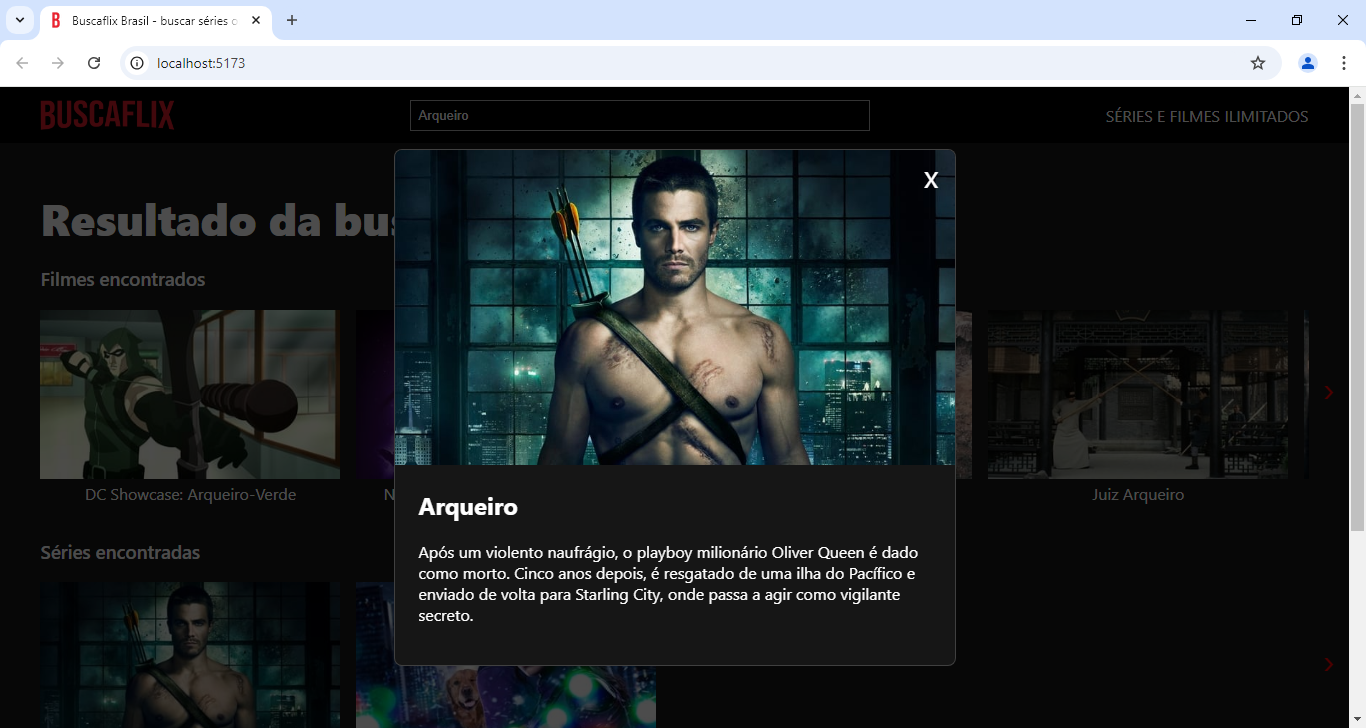 Buscaflix Brasil - buscar séries o
localhost:5173
BUSCAFLIX
Arqueiro
SÉRIES E FILMES ILIMITADOS
X
Resultado da bus
Filmes encontrados
DC Showcase: Arqueiro-Verde
N
Juiz Arqueiro
Arqueiro
Após um violento naufrágio, o playboy milionário Oliver Queen é dado
como morto. Cinco anos depois, é resgatado de uma ilha do Pacífico e
enviado de volta para Starling City, onde passa a agir como vigilante
secreto.
Séries encontradas